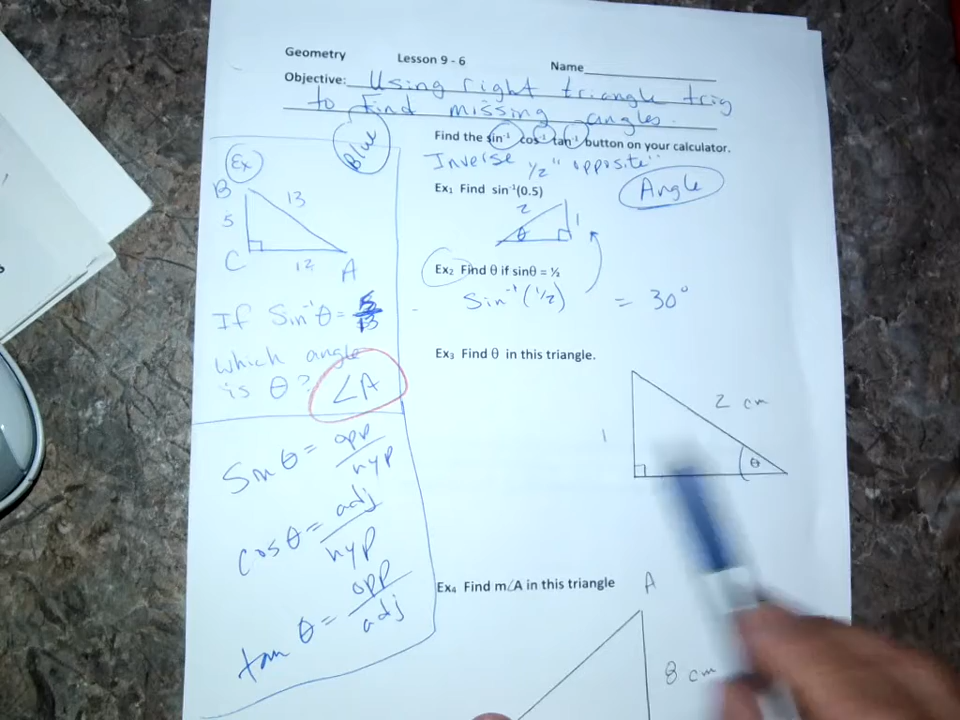 Geometry Lesson 9 - 6 Name
Objective: Using right triangle trig
to find missing angles.
Blue
Find the sin⁻¹ cos⁻¹ tan⁻¹ button on your calculator.
Inverse ½ "opposite"
Angle
Ex₁ Find sin⁻¹(0.5)
2
1
θ
Ex₂ Find θ if sinθ = ½
Sin⁻¹(½) = 30°
Ex₃ Find θ in this triangle.
2 cm
1
θ
Ex₄ Find m∠A in this triangle
A
8 cm
Ex
B
13
5
C
12
A
If Sin⁻¹θ = 5/13
which angle
is θ? ∠A
Sin θ = opp/hyp
cos θ = adj/hyp
tan θ = opp/adj